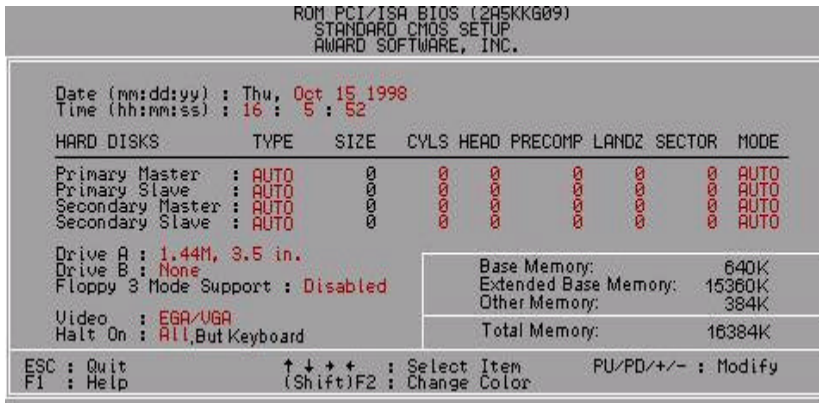 ROM PCI/ISA BIOS (2A5KKG09)
STANDARD CMOS SETUP
AWARD SOFTWARE, INC.
Date (mm:dd:yy) : Thu, Oct 15 1998
Time (hh:mm:ss) : 16 : 5 : 52
HARD DISKS TYPE SIZE CYLS HEAD PRECOMP LANDZ SECTOR MODE
Primary Master : AUTO 0 0 0 0 0 0 AUTO
Primary Slave : AUTO 0 0 0 0 0 0 AUTO
Secondary Master : AUTO 0 0 0 0 0 0 AUTO
Secondary Slave : AUTO 0 0 0 0 0 0 AUTO
Drive A : 1.44M, 3.5 in.
Drive B : None
Floppy 3 Mode Support : Disabled
Video : EGA/VGA
Halt On : All,But Keyboard
Base Memory: 640K
Extended Base Memory: 15360K
Other Memory: 384K
Total Memory: 16384K
ESC : Quit ↑ ↓ → ← : Select Item PU/PD/+/- : Modify
F1 : Help (Shift)F2 : Change Color